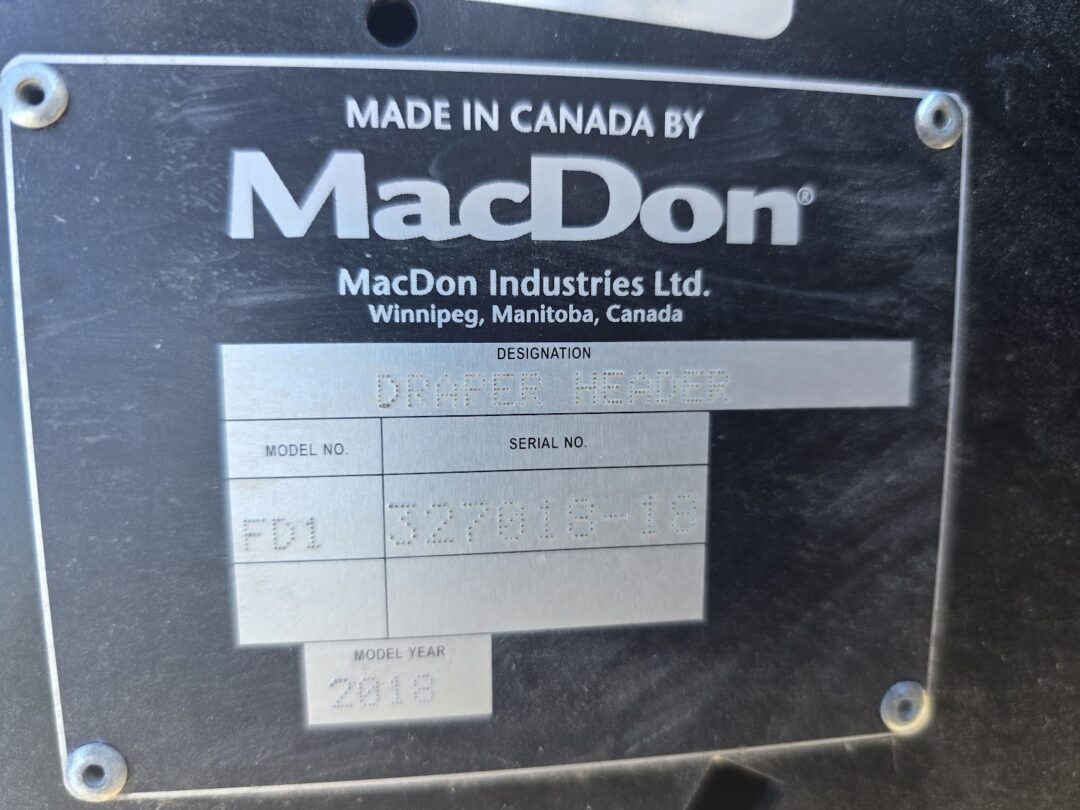 MADE IN CANADA BY
MacDon®
MacDon Industries Ltd.
Winnipeg, Manitoba, Canada
DESIGNATION
DRAPER HEADER
MODEL NO. SERIAL NO.
FD1 327018-18
MODEL YEAR
2018